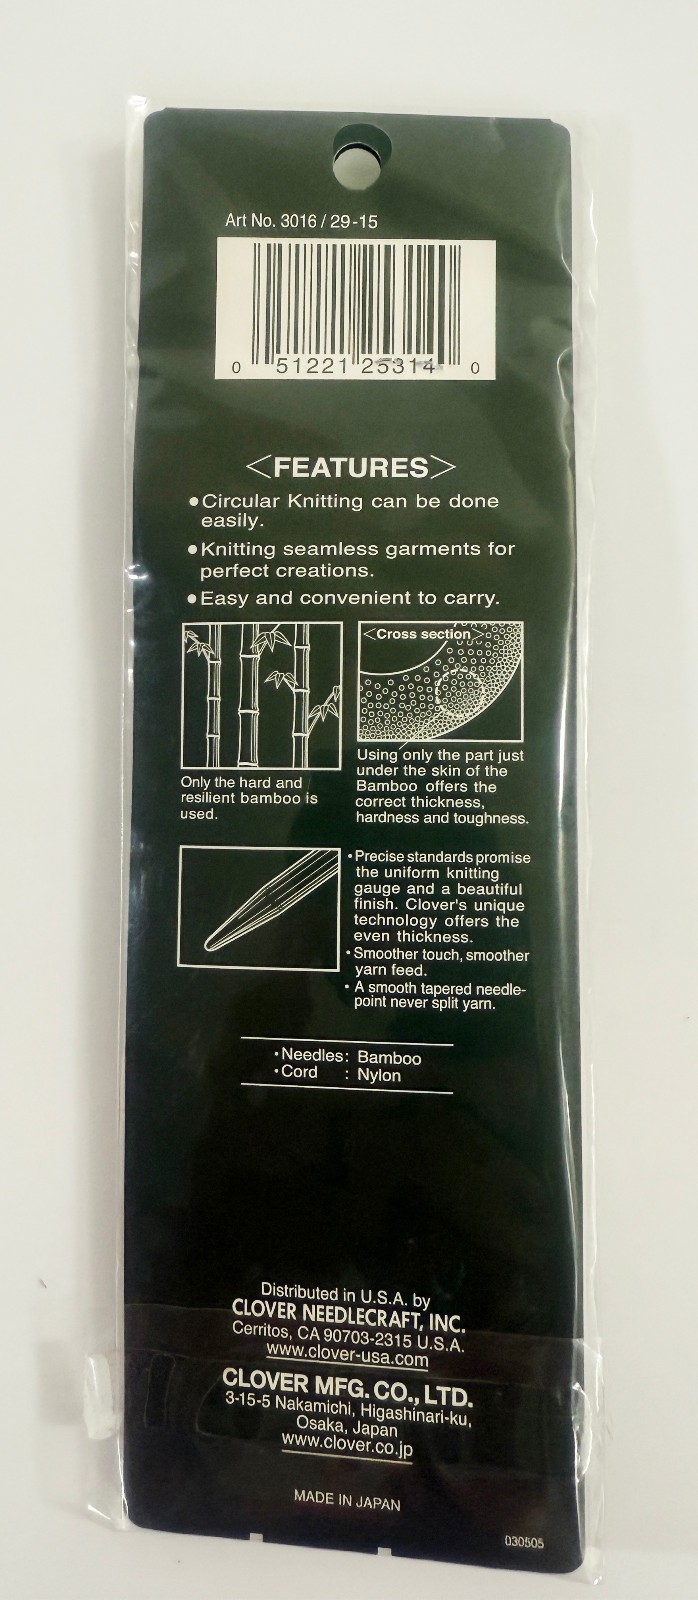 Art No. 3016 / 29-15
0 51221 25314 0
<FEATURES>
●Circular Knitting can be done
easily.
●Knitting seamless garments for
perfect creations.
●Easy and convenient to carry.
<Cross section>
Only the hard and
resilient bamboo is
used.
Using only the part just
under the skin of the
Bamboo offers the
correct thickness,
hardness and toughness.
•Precise standards promise
the uniform knitting
gauge and a beautiful
finish. Clover's unique
technology offers the
even thickness.
•Smoother touch, smoother
yarn feed.
• A smooth tapered needle-
point never split yarn.
•Needles: Bamboo
•Cord : Nylon
Distributed in U.S.A. by
CLOVER NEEDLECRAFT, INC.
Cerritos, CA 90703-2315 U.S.A.
www.clover-usa.com
CLOVER MFG. CO., LTD.
3-15-5 Nakamichi, Higashinari-ku,
Osaka, Japan
www.clover.co.jp
MADE IN JAPAN
030505